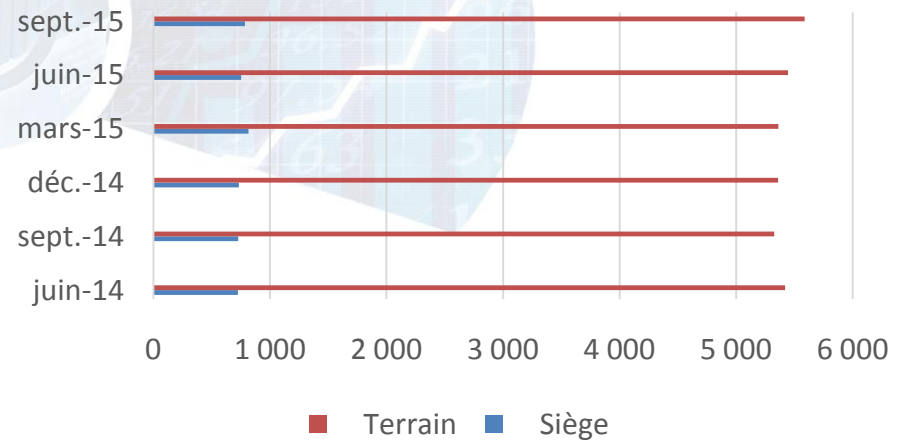 sept.-15
juin-15
mars-15
déc.-14
sept.-14
juin-14
0 1 000 2 000 3 000 4 000 5 000 6 000
Terrain Siège